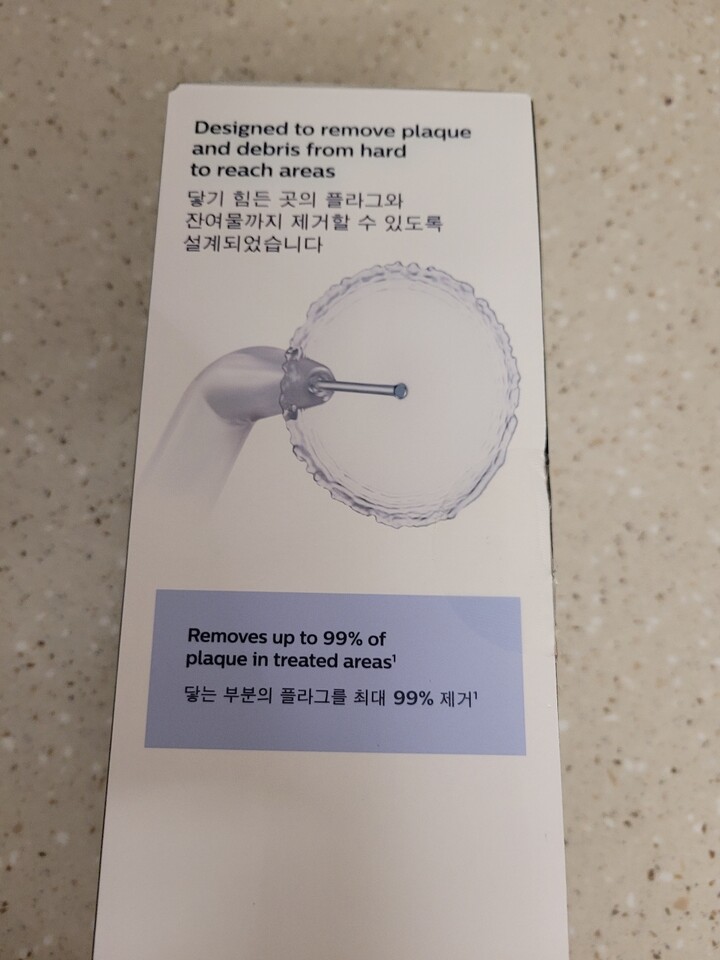 Designed to remove plaque
and debris from hard
to reach areas
닿기 힘든 곳의 플라그와
잔여물까지 제거할 수 있도록
설계되었습니다
Removes up to 99% of
plaque in treated areas¹
닿는 부분의 플라그를 최대 99% 제거¹